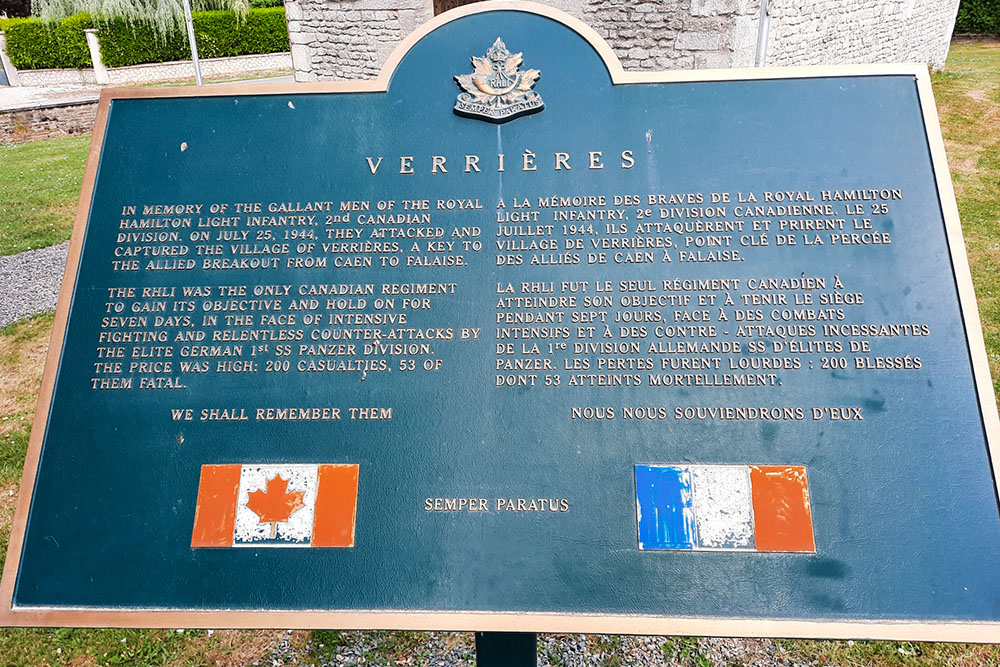 RHLI
SEMPER PARATUS
VERRIÈRES
IN MEMORY OF THE GALLANT MEN OF THE ROYAL
HAMILTON LIGHT INFANTRY, 2nd CANADIAN
DIVISION. ON JULY 25, 1944, THEY ATTACKED AND
CAPTURED THE VILLAGE OF VERRIÈRES, A KEY TO
THE ALLIED BREAKOUT FROM CAEN TO FALAISE.
THE RHLI WAS THE ONLY CANADIAN REGIMENT
TO GAIN ITS OBJECTIVE AND HOLD ON FOR
SEVEN DAYS, IN THE FACE OF INTENSIVE
FIGHTING AND RELENTLESS COUNTER-ATTACKS BY
THE ELITE GERMAN 1st SS PANZER DIVISION.
THE PRICE WAS HIGH: 200 CASUALTIES, 53 OF
THEM FATAL.
WE SHALL REMEMBER THEM
A LA MÉMOIRE DES BRAVES DE LA ROYAL HAMILTON
LIGHT INFANTRY, 2e DIVISION CANADIENNE. LE 25
JUILLET 1944, ILS ATTAQUÈRENT ET PRIRENT LE
VILLAGE DE VERRIÈRES, POINT CLÉ DE LA PERCÉE
DES ALLIÉS DE CAEN À FALAISE.
LA RHLI FUT LE SEUL RÉGIMENT CANADIEN À
ATTEINDRE SON OBJECTIF ET À TENIR LE SIÈGE
PENDANT SEPT JOURS, FACE À DES COMBATS
INTENSIFS ET À DES CONTRE - ATTAQUES INCESSANTES
DE LA 1re DIVISION ALLEMANDE SS D'ÉLITES DE
PANZER. LES PERTES FURENT LOURDES : 200 BLESSÉS
DONT 53 ATTEINTS MORTELLEMENT.
NOUS NOUS SOUVIENDRONS D'EUX
SEMPER PARATUS